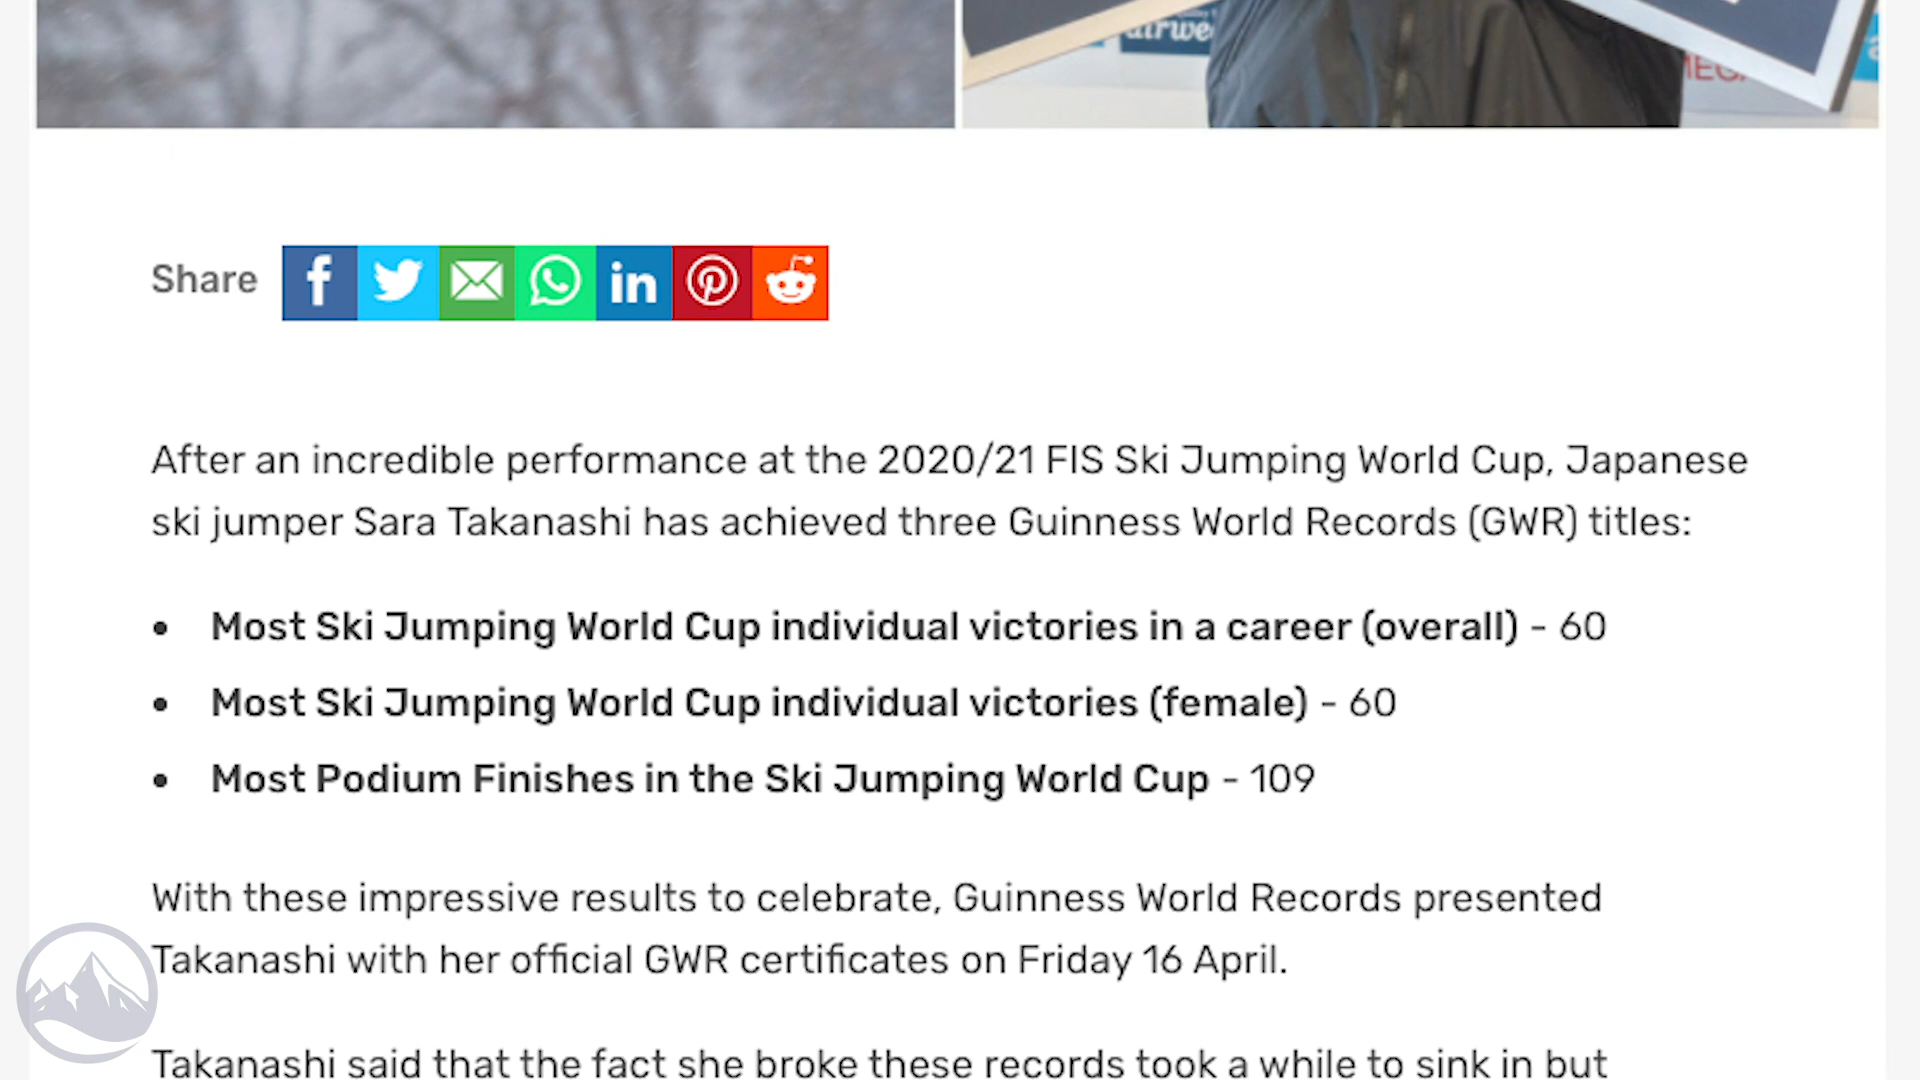 airwe
MEGA
Share
After an incredible performance at the 2020/21 FIS Ski Jumping World Cup, Japanese
ski jumper Sara Takanashi has achieved three Guinness World Records (GWR) titles:
• Most Ski Jumping World Cup individual victories in a career (overall) - 60
• Most Ski Jumping World Cup individual victories (female) - 60
• Most Podium Finishes in the Ski Jumping World Cup - 109
With these impressive results to celebrate, Guinness World Records presented
Takanashi with her official GWR certificates on Friday 16 April.
Takanashi said that the fact she broke these records took a while to sink in but